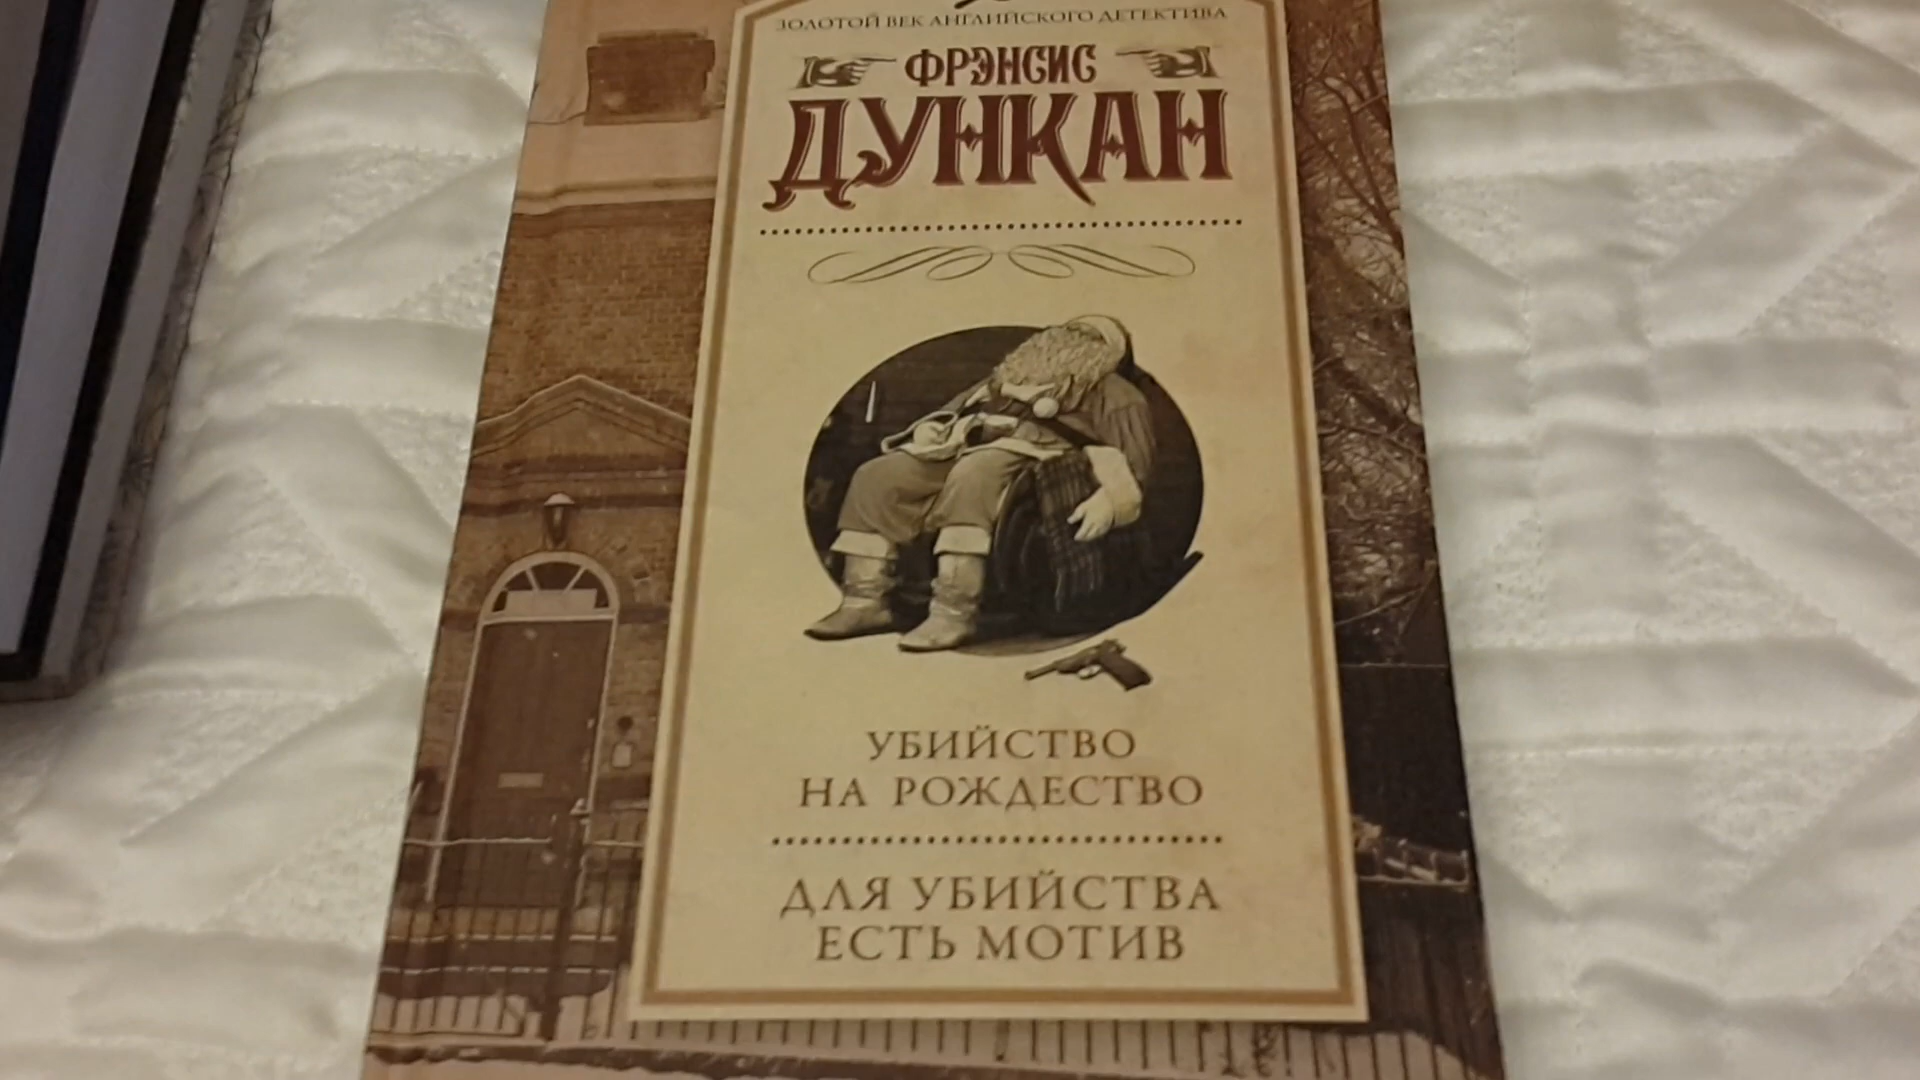 ЗОЛОТОЙ ВЕК АНГЛИЙСКОГО ДЕТЕКТИВА
ФРЭНСИС
ДУНКАН
УБИЙСТВО
НА РОЖДЕСТВО
ДЛЯ УБИЙСТВА
ЕСТЬ МОТИВ